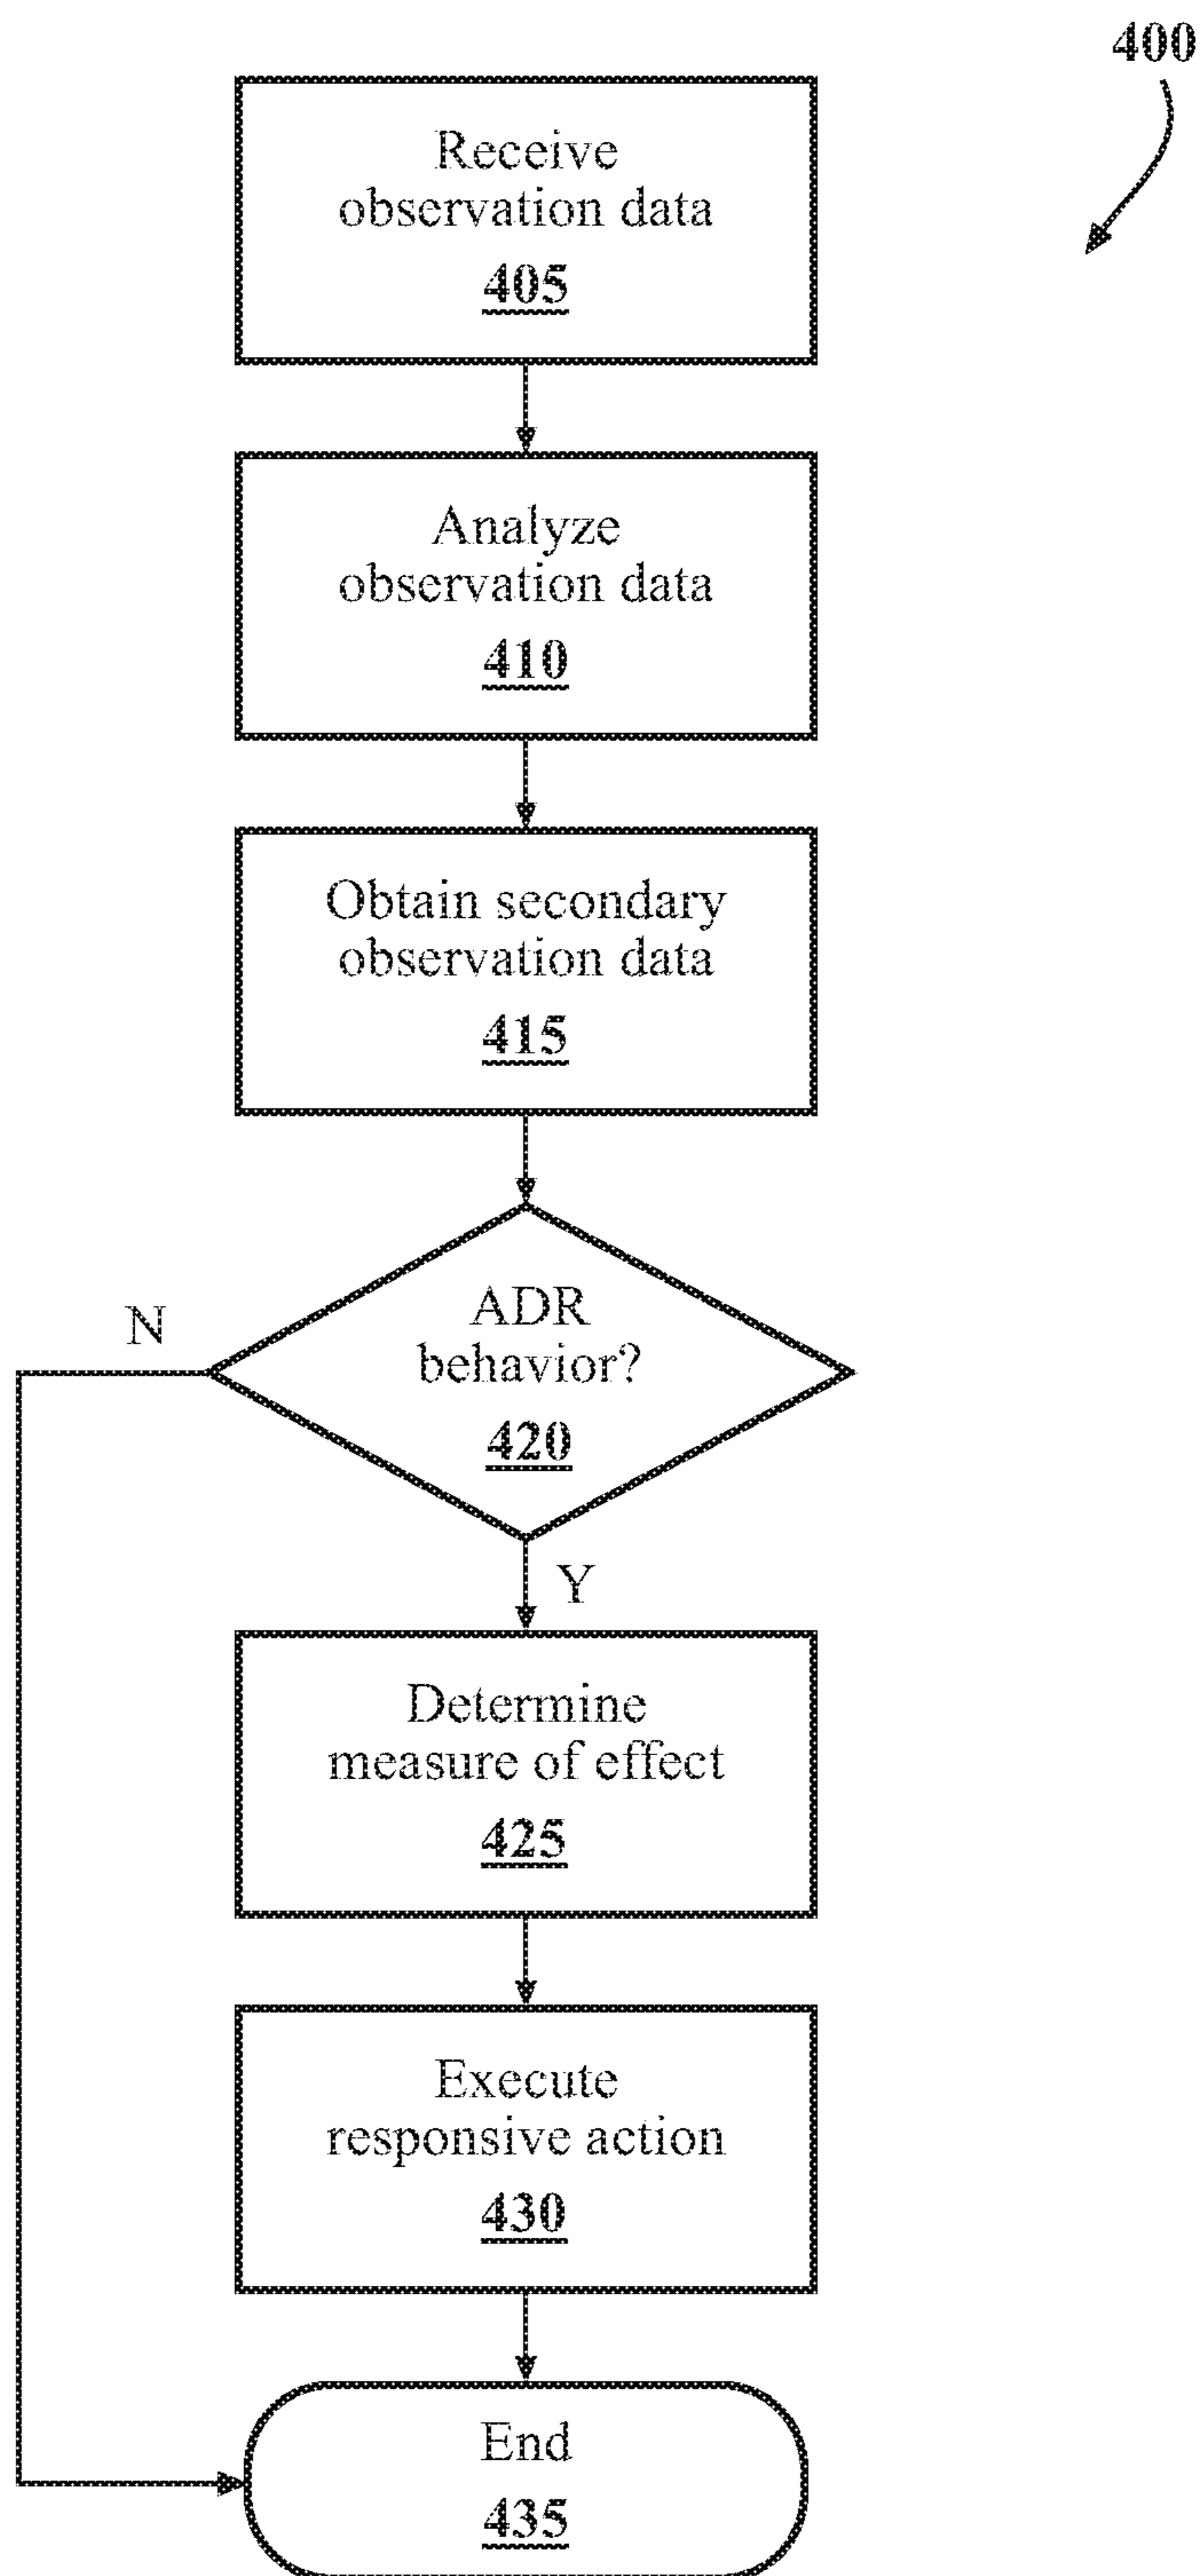 400
Receive
observation data
405
Analyze
observation data
410
Obtain secondary
observation data
415
ADR
behavior?
420
N
Y
Determine
measure of effect
425
Execute
responsive action
430
End
435